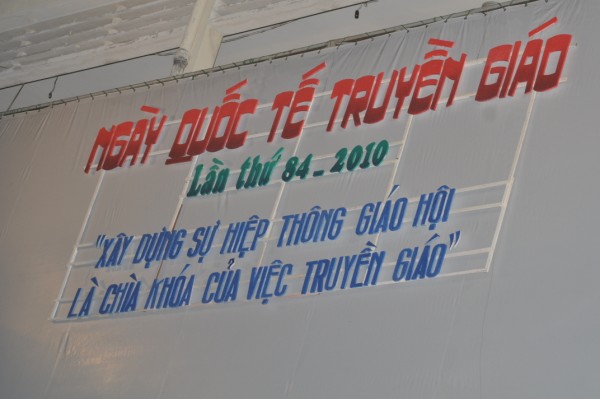 NGÀY QUỐC TẾ TRUYỀN GIÁO
Lần thứ 84 - 2010
"XÂY DỰNG SỰ HIỆP THÔNG GIÁO HỘI
LÀ CHÌA KHÓA CỦA VIỆC TRUYỀN GIÁO"